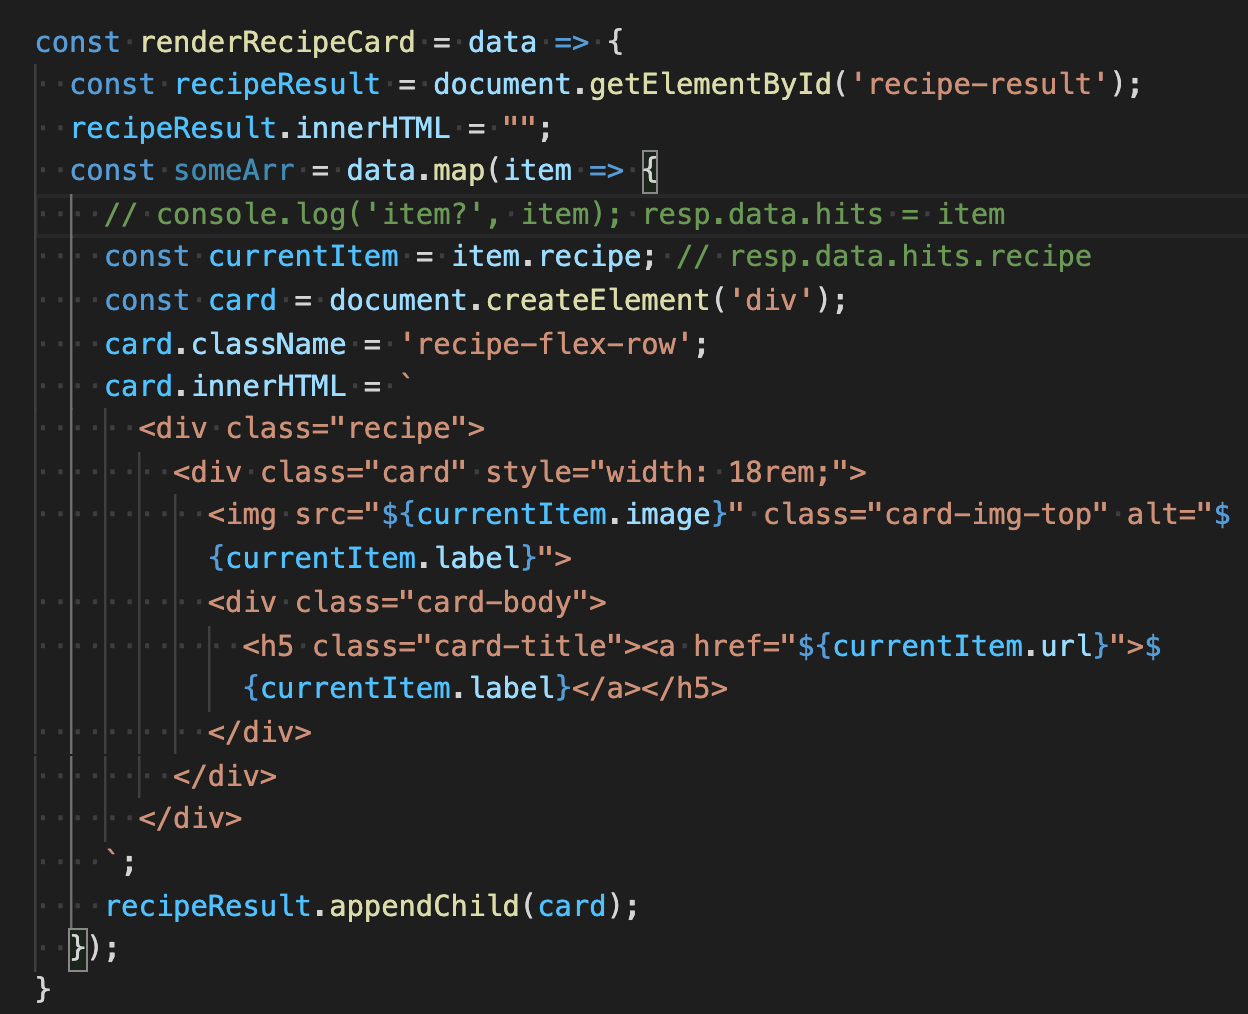 const renderRecipeCard = data => {
  const recipeResult = document.getElementById('recipe-result');
  recipeResult.innerHTML = "";
  const someArr = data.map(item => {
    // console.log('item?', item); resp.data.hits = item
    const currentItem = item.recipe; // resp.data.hits.recipe
    const card = document.createElement('div');
    card.className = 'recipe-flex-row';
    card.innerHTML = `
      <div class="recipe">
        <div class="card" style="width: 18rem;">
          <img src="${currentItem.image}" class="card-img-top" alt="$
          {currentItem.label}">
          <div class="card-body">
            <h5 class="card-title"><a href="${currentItem.url}">$
            {currentItem.label}</a></h5>
          </div>
        </div>
      </div>
    `;
    recipeResult.appendChild(card);
  });
}